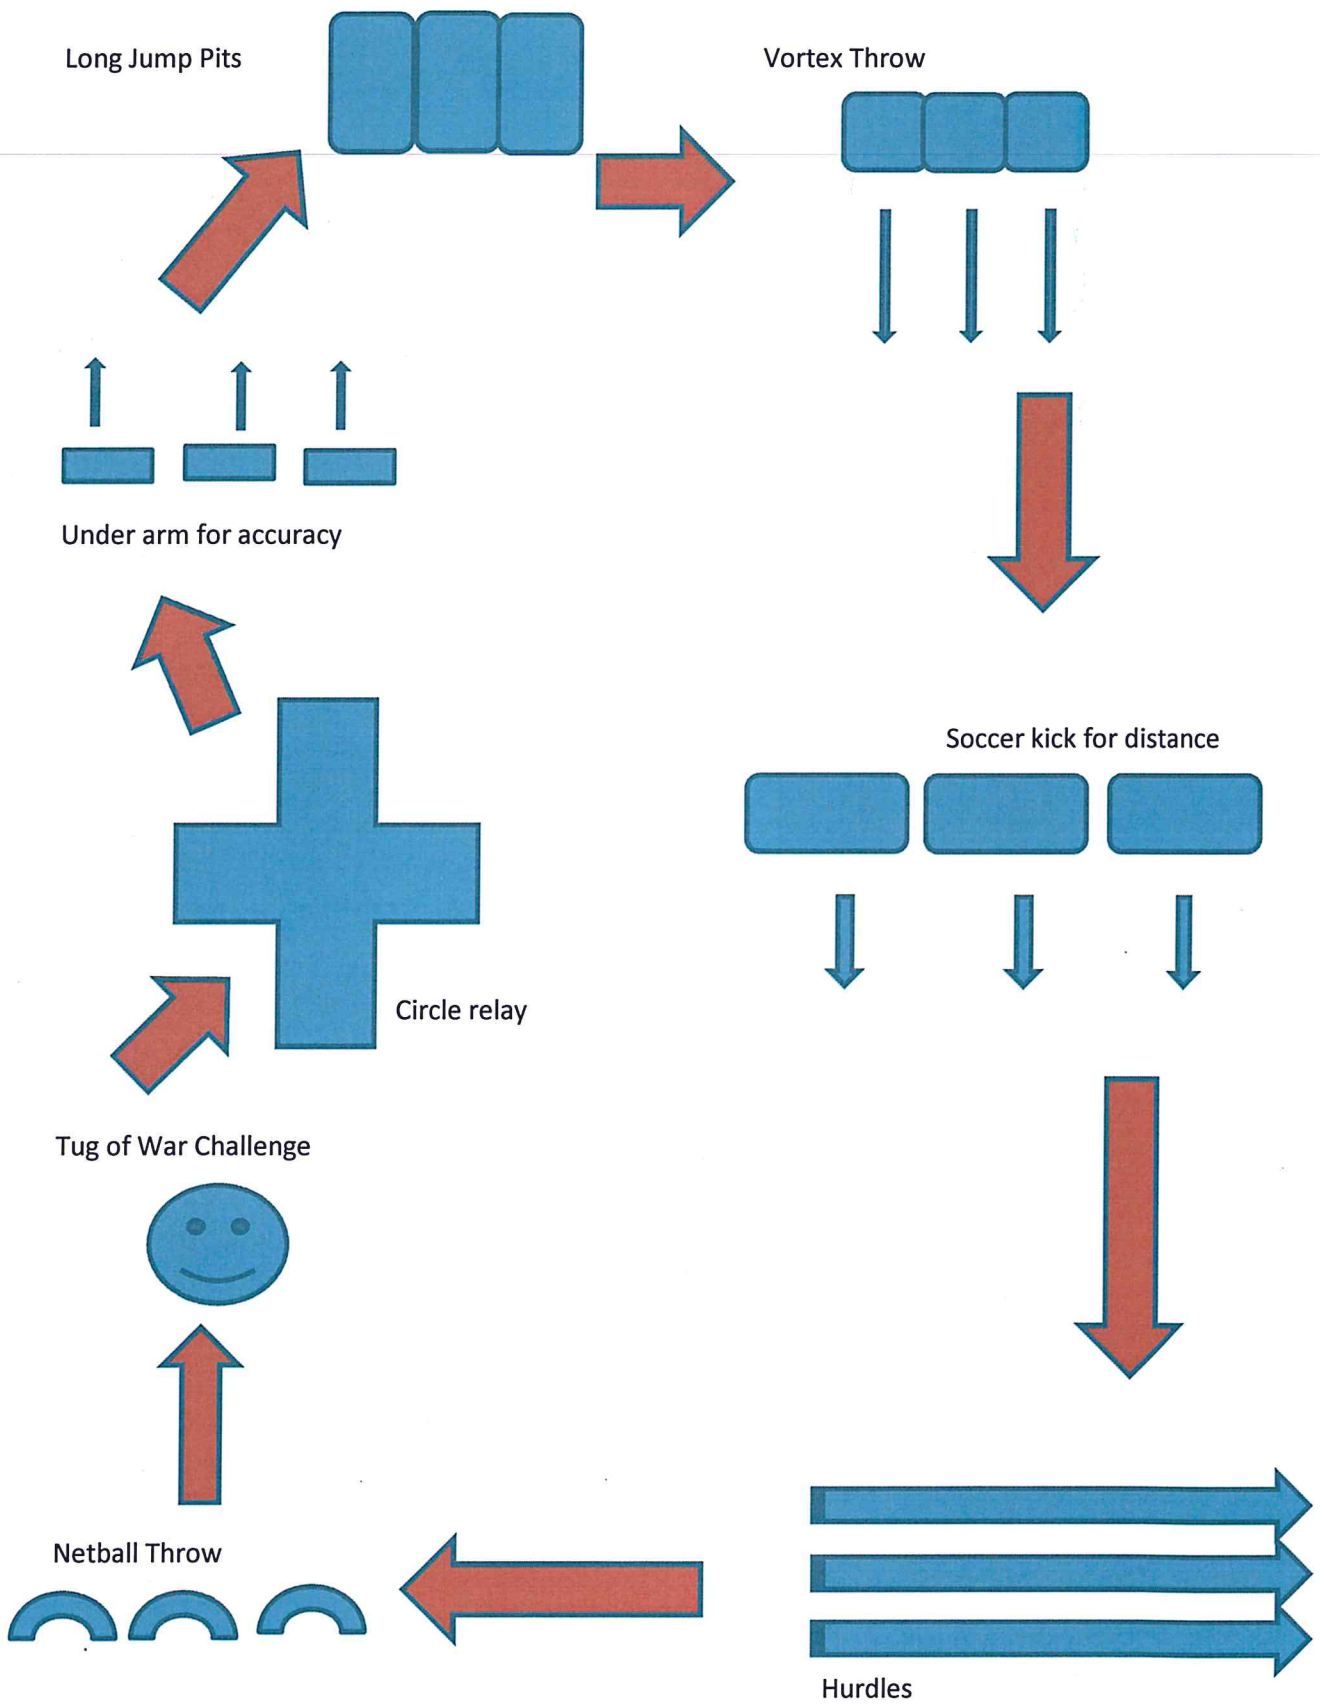 Long Jump Pits
Vortex Throw
Under arm for accuracy
Soccer kick for distance
Circle relay
Tug of War Challenge
Netball Throw
Hurdles